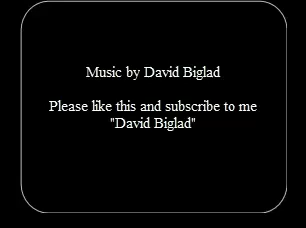 Music by David Biglad
Please like this and subscribe to me
"David Biglad"